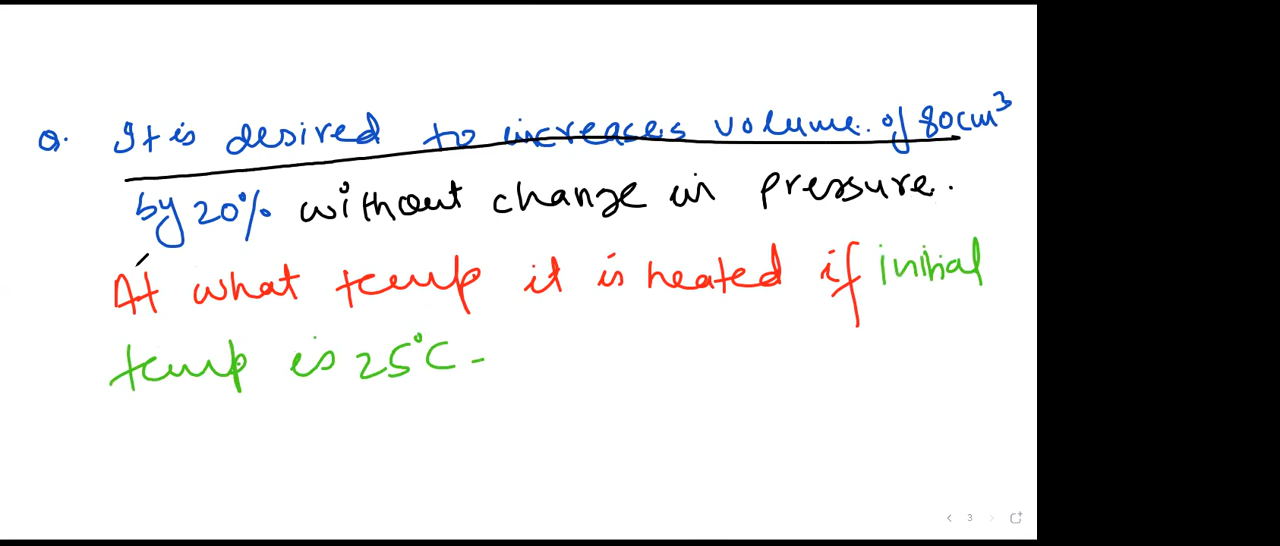 Q. It is desired to increases volume. of 80cm³
by 20% without change in pressure.
At what temp it is heated if initial
temp is 25°C -
3